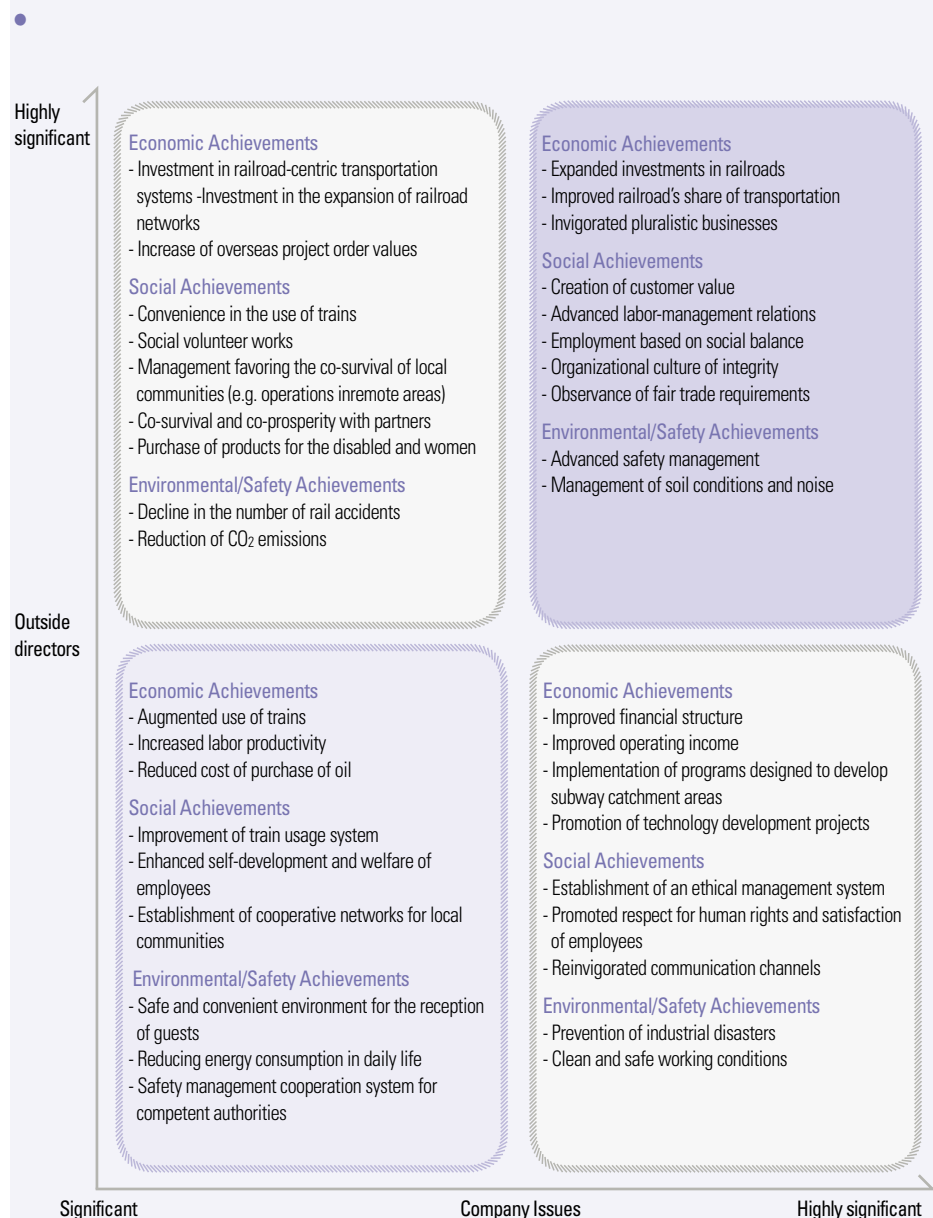 Highly
significant
Economic Achievements
- Investment in railroad-centric transportation
systems -Investment in the expansion of railroad
networks
- Increase of overseas project order values
Social Achievements
- Convenience in the use of trains
- Social volunteer works
- Management favoring the co-survival of local
communities (e.g. operations inremote areas)
- Co-survival and co-prosperity with partners
- Purchase of products for the disabled and women
Environmental/Safety Achievements
- Decline in the number of rail accidents
- Reduction of CO2 emissions
Economic Achievements
- Expanded investments in railroads
- Improved railroad's share of transportation
- Invigorated pluralistic businesses
Social Achievements
- Creation of customer value
- Advanced labor-management relations
- Employment based on social balance
- Organizational culture of integrity
- Observance of fair trade requirements
Environmental/Safety Achievements
- Advanced safety management
- Management of soil conditions and noise
Outside
directors
Economic Achievements
- Augmented use of trains
- Increased labor productivity
- Reduced cost of purchase of oil
Social Achievements
- Improvement of train usage system
- Enhanced self-development and welfare of
employees
- Establishment of cooperative networks for local
communities
Environmental/Safety Achievements
- Safe and convenient environment for the reception
of guests
- Reducing energy consumption in daily life
- Safety management cooperation system for
competent authorities
Economic Achievements
- Improved financial structure
- Improved operating income
- Implementation of programs designed to develop
subway catchment areas
- Promotion of technology development projects
Social Achievements
- Establishment of an ethical management system
- Promoted respect for human rights and satisfaction
of employees
- Reinvigorated communication channels
Environmental/Safety Achievements
- Prevention of industrial disasters
- Clean and safe working conditions
Significant
Company Issues
Highly significant